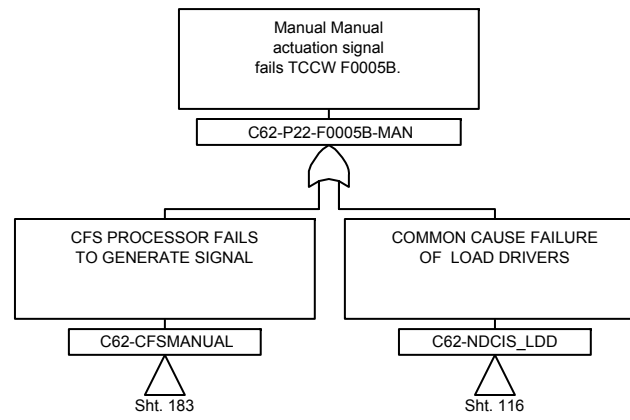 Manual Manual
actuation signal
fails TCCW F0005B.
C62-P22-F0005B-MAN
CFS PROCESSOR FAILS
TO GENERATE SIGNAL
COMMON CAUSE FAILURE
OF LOAD DRIVERS
C62-CFSMANUAL
C62-NDCIS_LDD
Sht. 183
Sht. 116